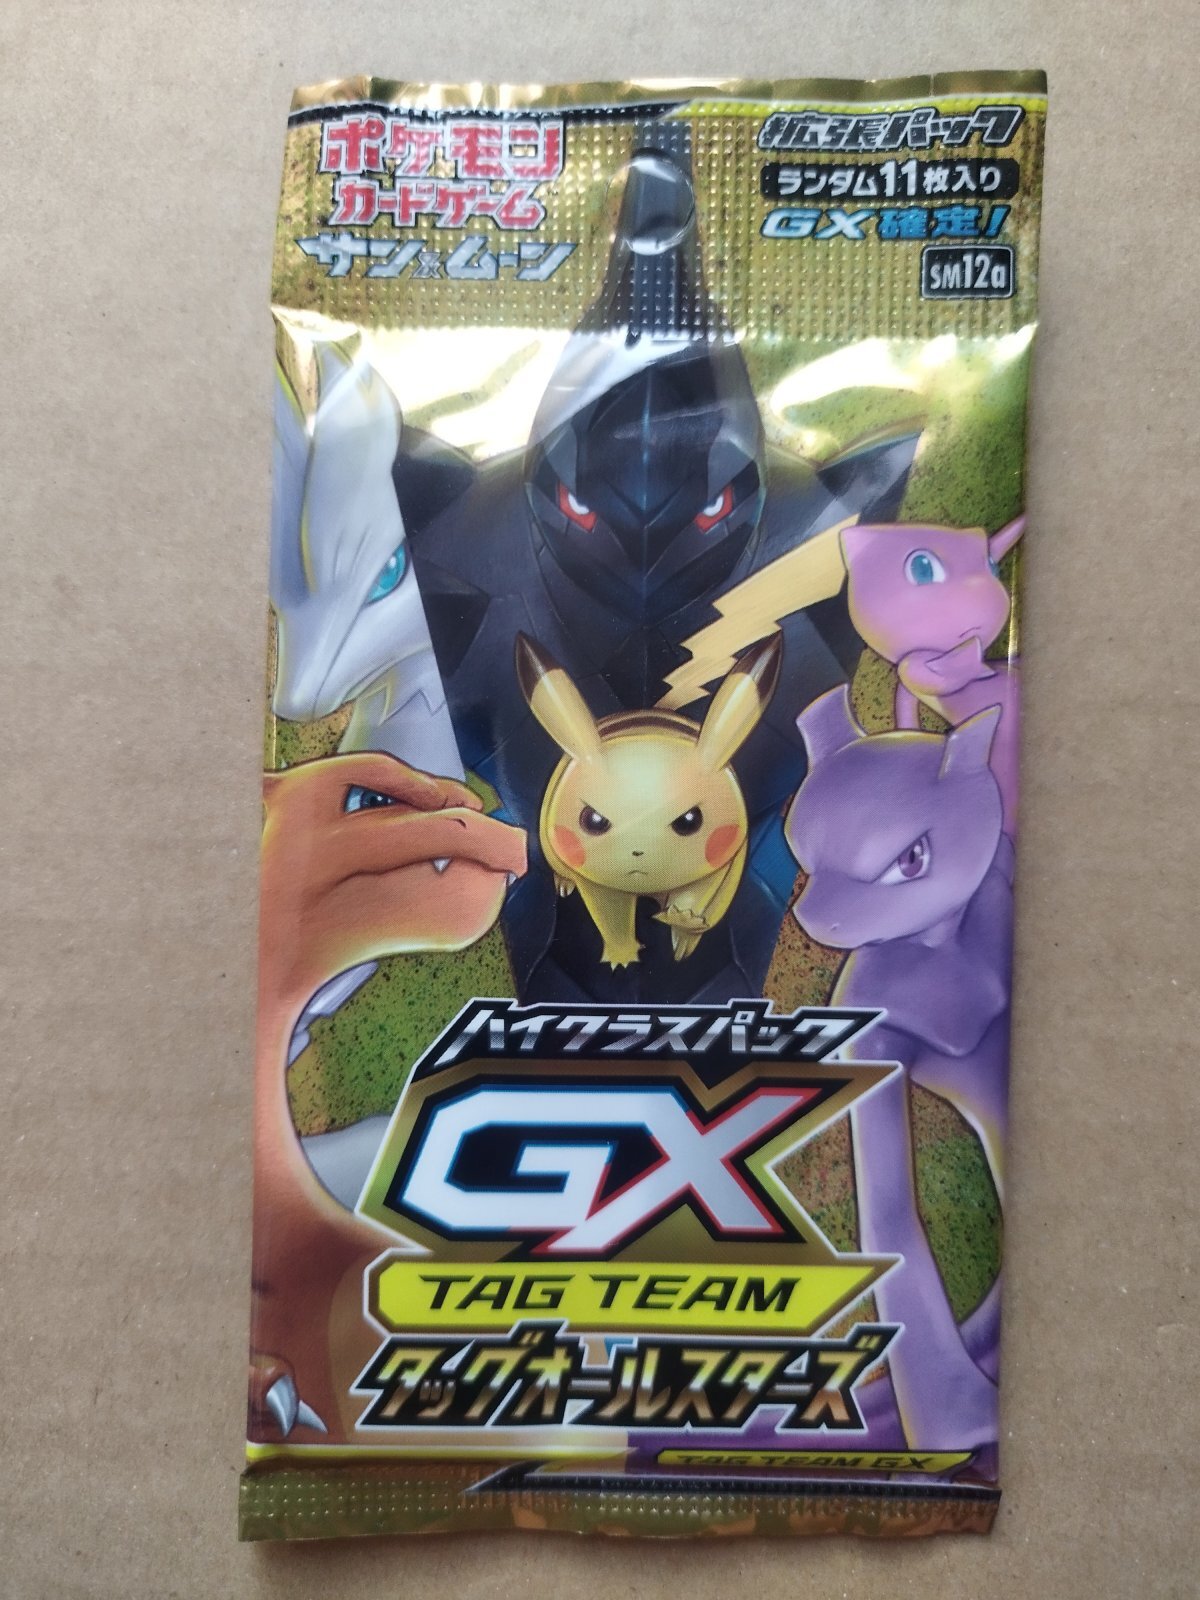 ポケモン
カードゲーム
サン&ムーン
拡張パック
ランダム11枚入り
GX確定!
SM12a
ハイクラスパック
GX
TAG TEAM
タッグオールスターズ
TAG TEAM GX